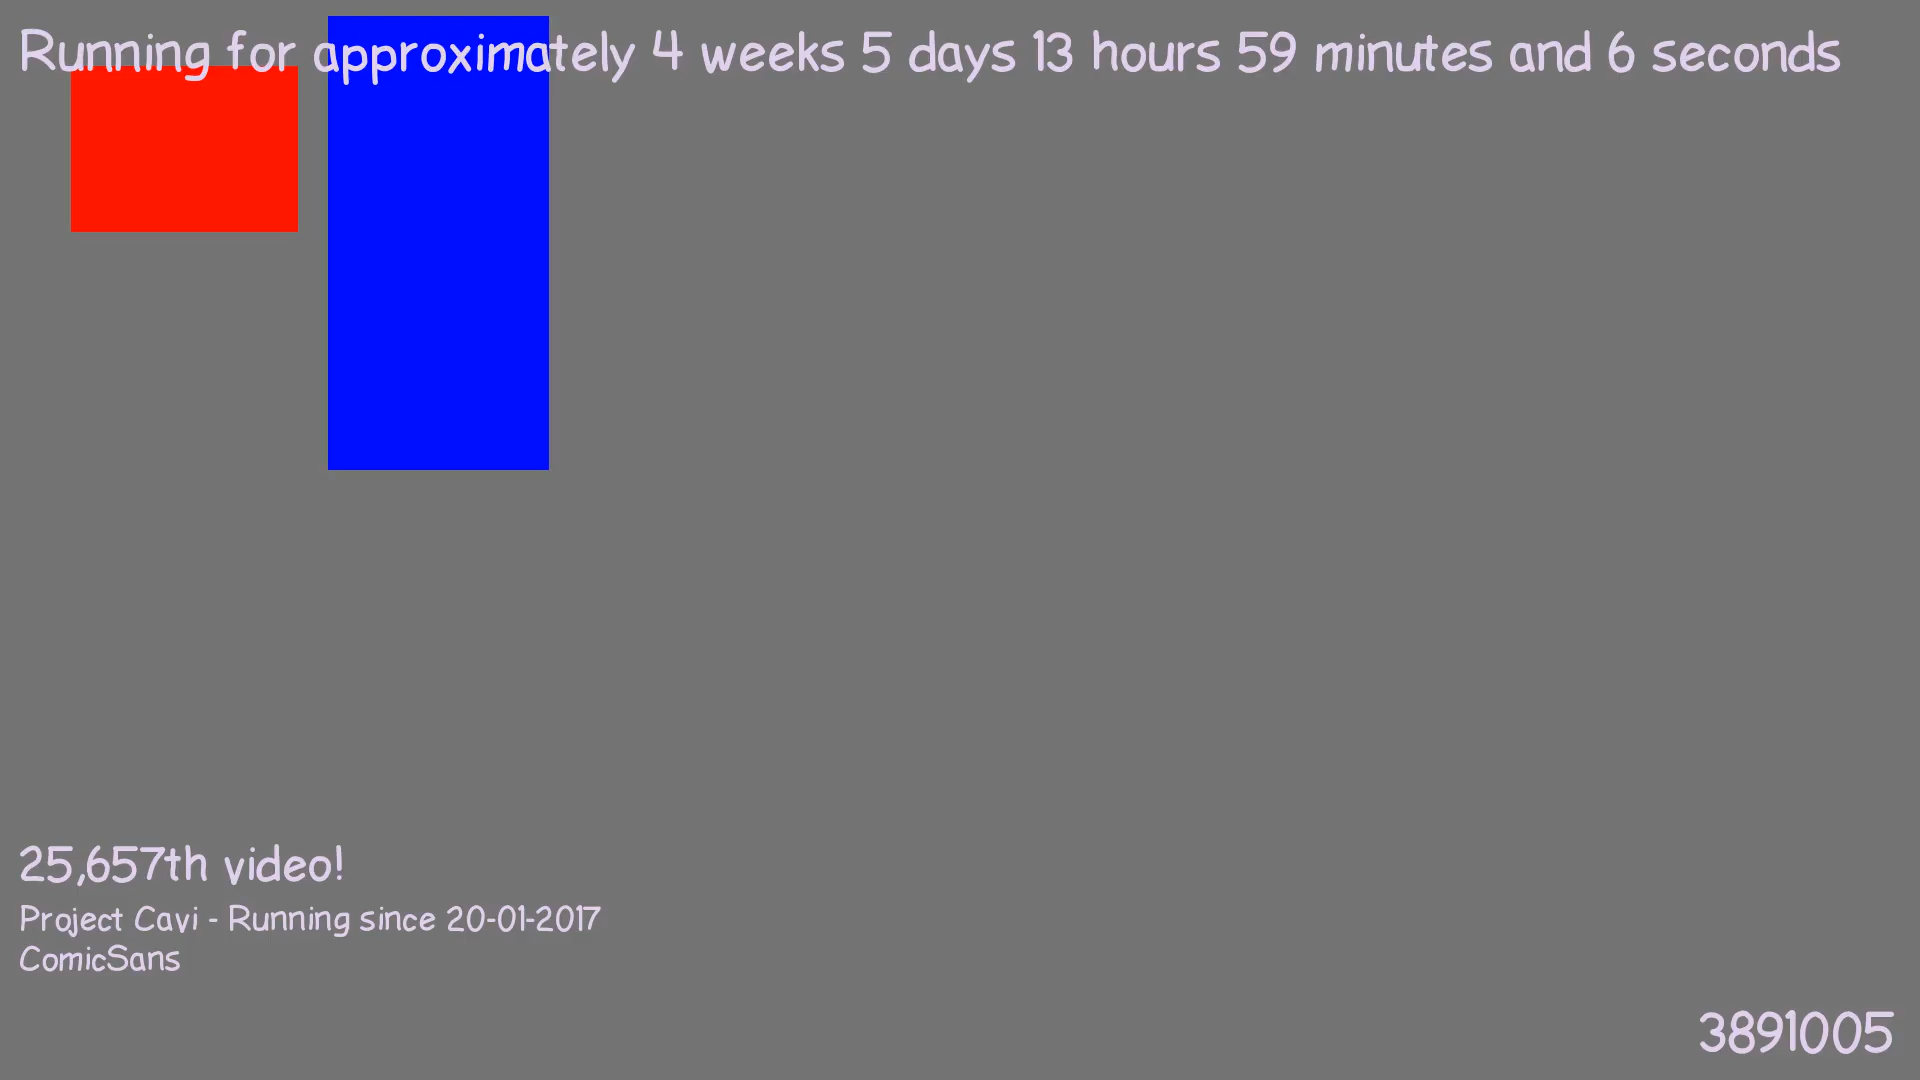 Running for approximately 4 weeks 5 days 13 hours 59 minutes and 6 seconds
25,657th video!
Project Cavi - Running since 20-01-2017
ComicSans
3891005